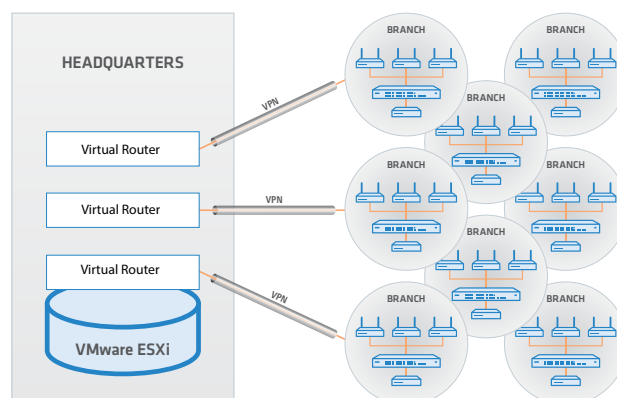 HEADQUARTERS
Virtual Router
Virtual Router
Virtual Router
VMware ESXi
VPN
VPN
VPN
BRANCH
BRANCH
BRANCH
BRANCH
BRANCH
BRANCH
BRANCH
BRANCH